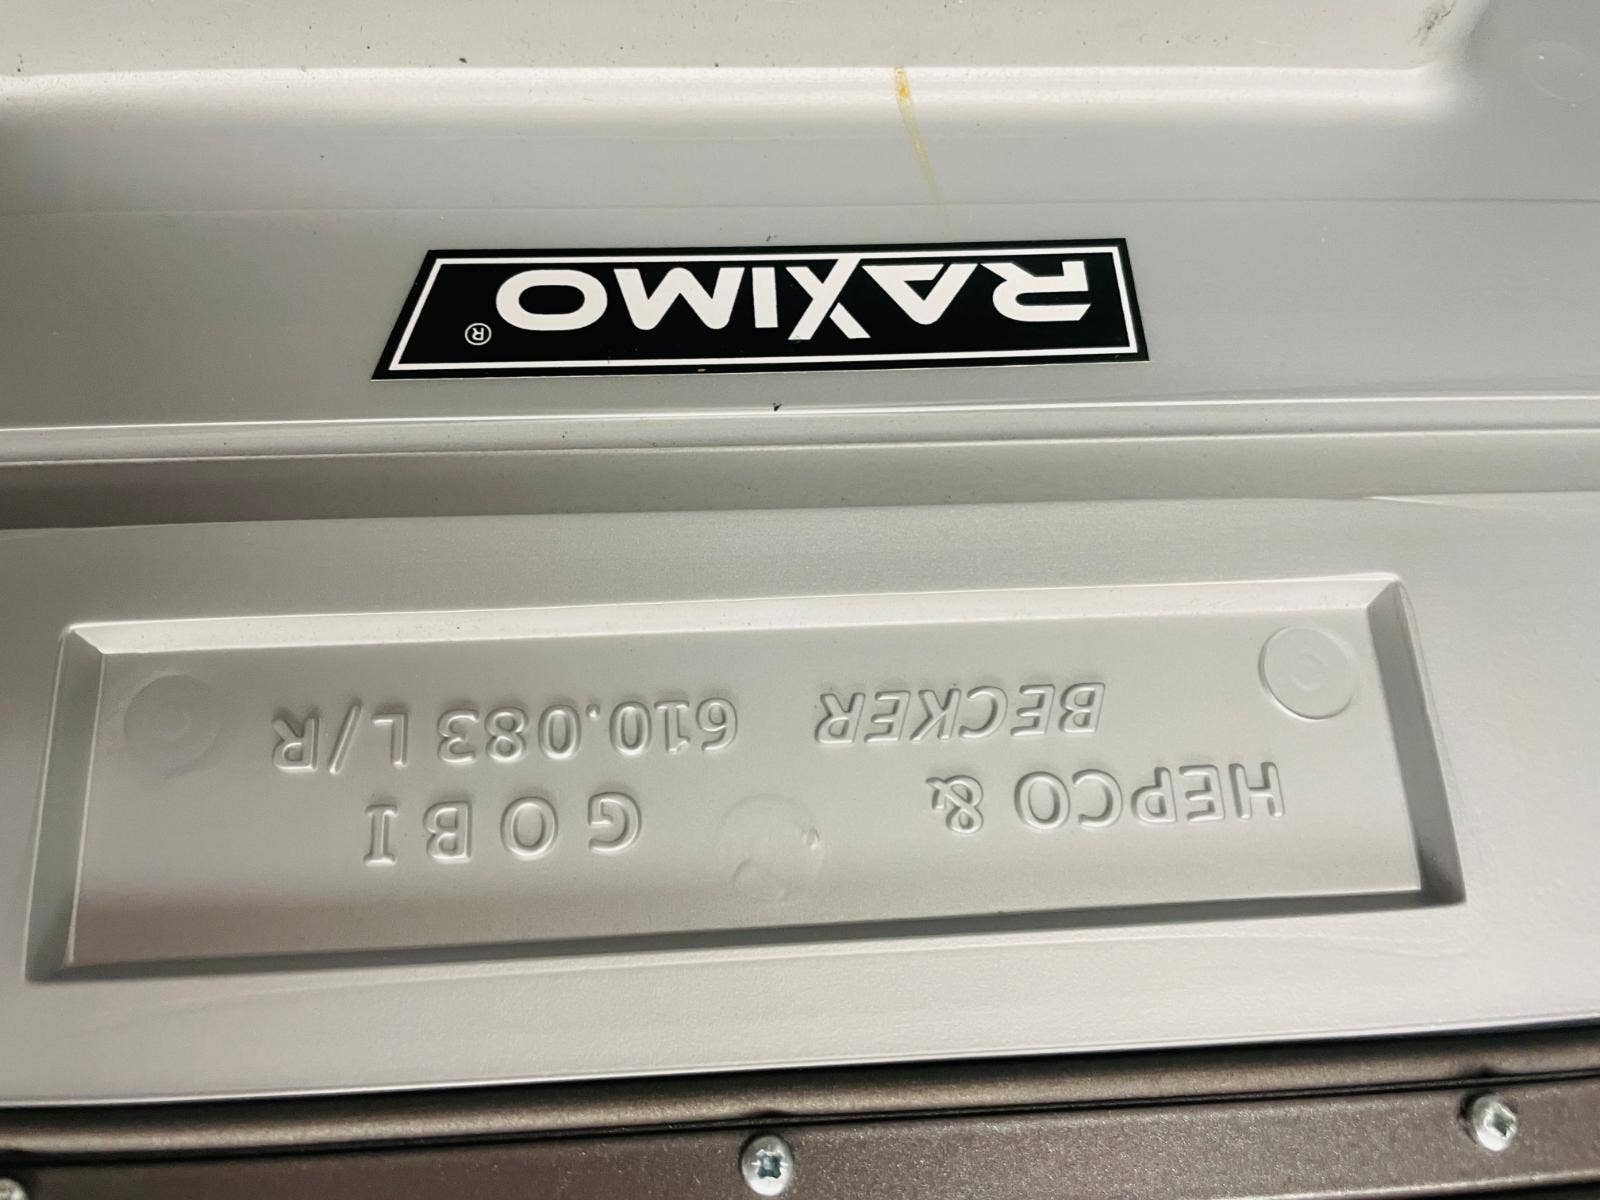 HEPCO & GOBI
BECKER 610.083 L/R
RAXIMO ®